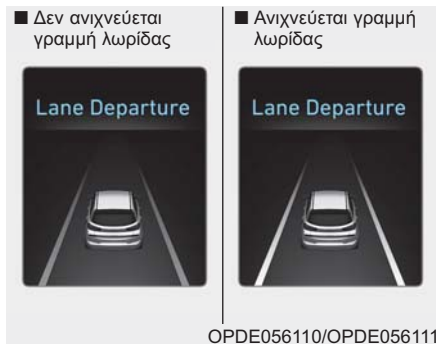 ■ Δεν ανιχνεύεται
γραμμή λωρίδας
Lane Departure
■ Ανιχνεύεται γραμμή
λωρίδας
Lane Departure
OPDE056110/OPDE056111